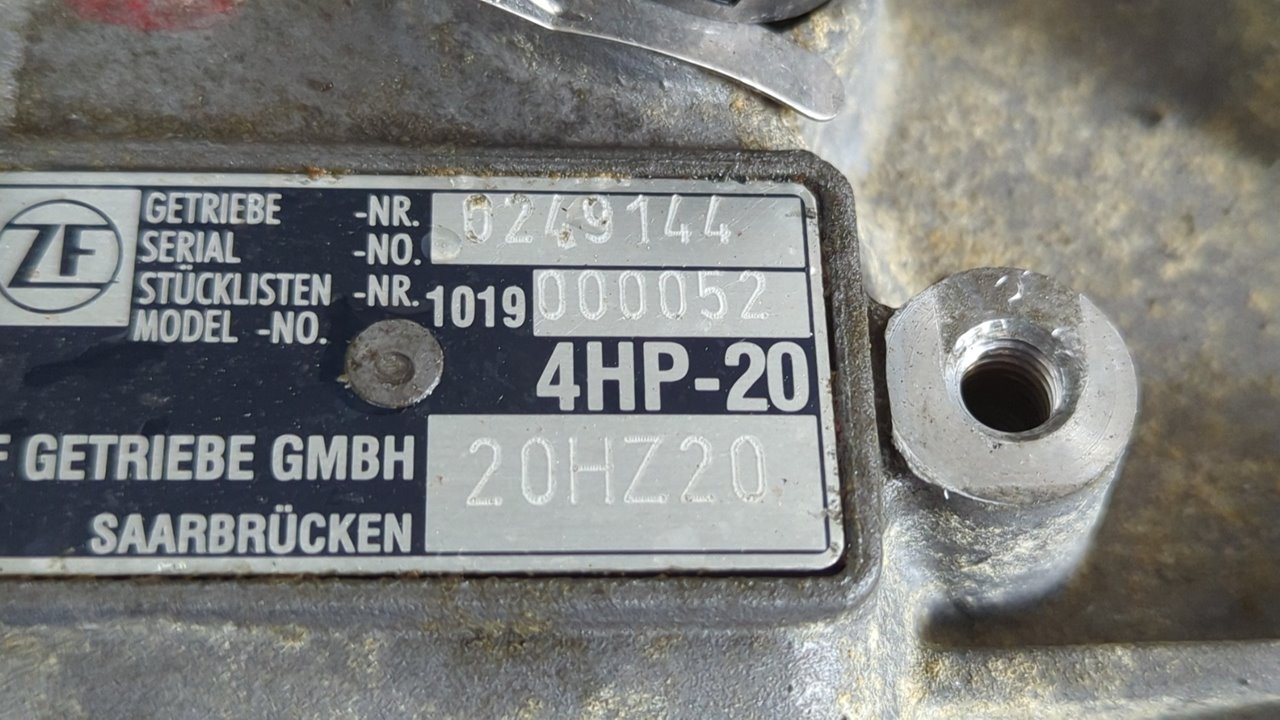 ZF
GETRIEBE -NR. 0249144
SERIAL -NO.
STÜCKLISTEN -NR. 1019 000052
MODEL -NO.
4HP-20
F GETRIEBE GMBH 20HZ20
SAARBRÜCKEN